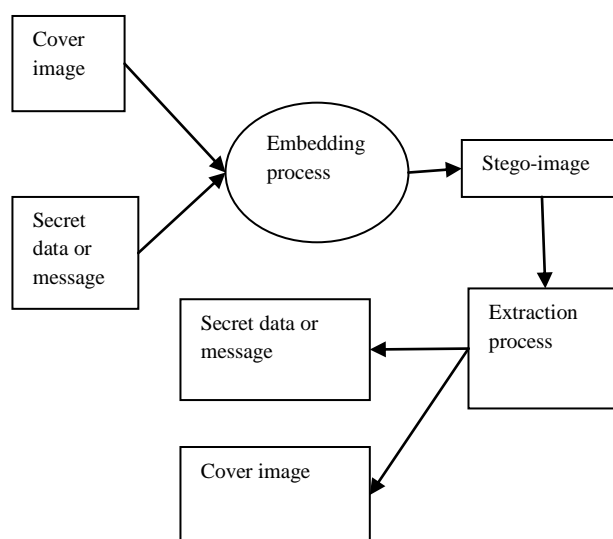 Cover
image
Embedding
process
Stego-image
Secret
data or
message
Secret data or
message
Extraction
process
Cover image